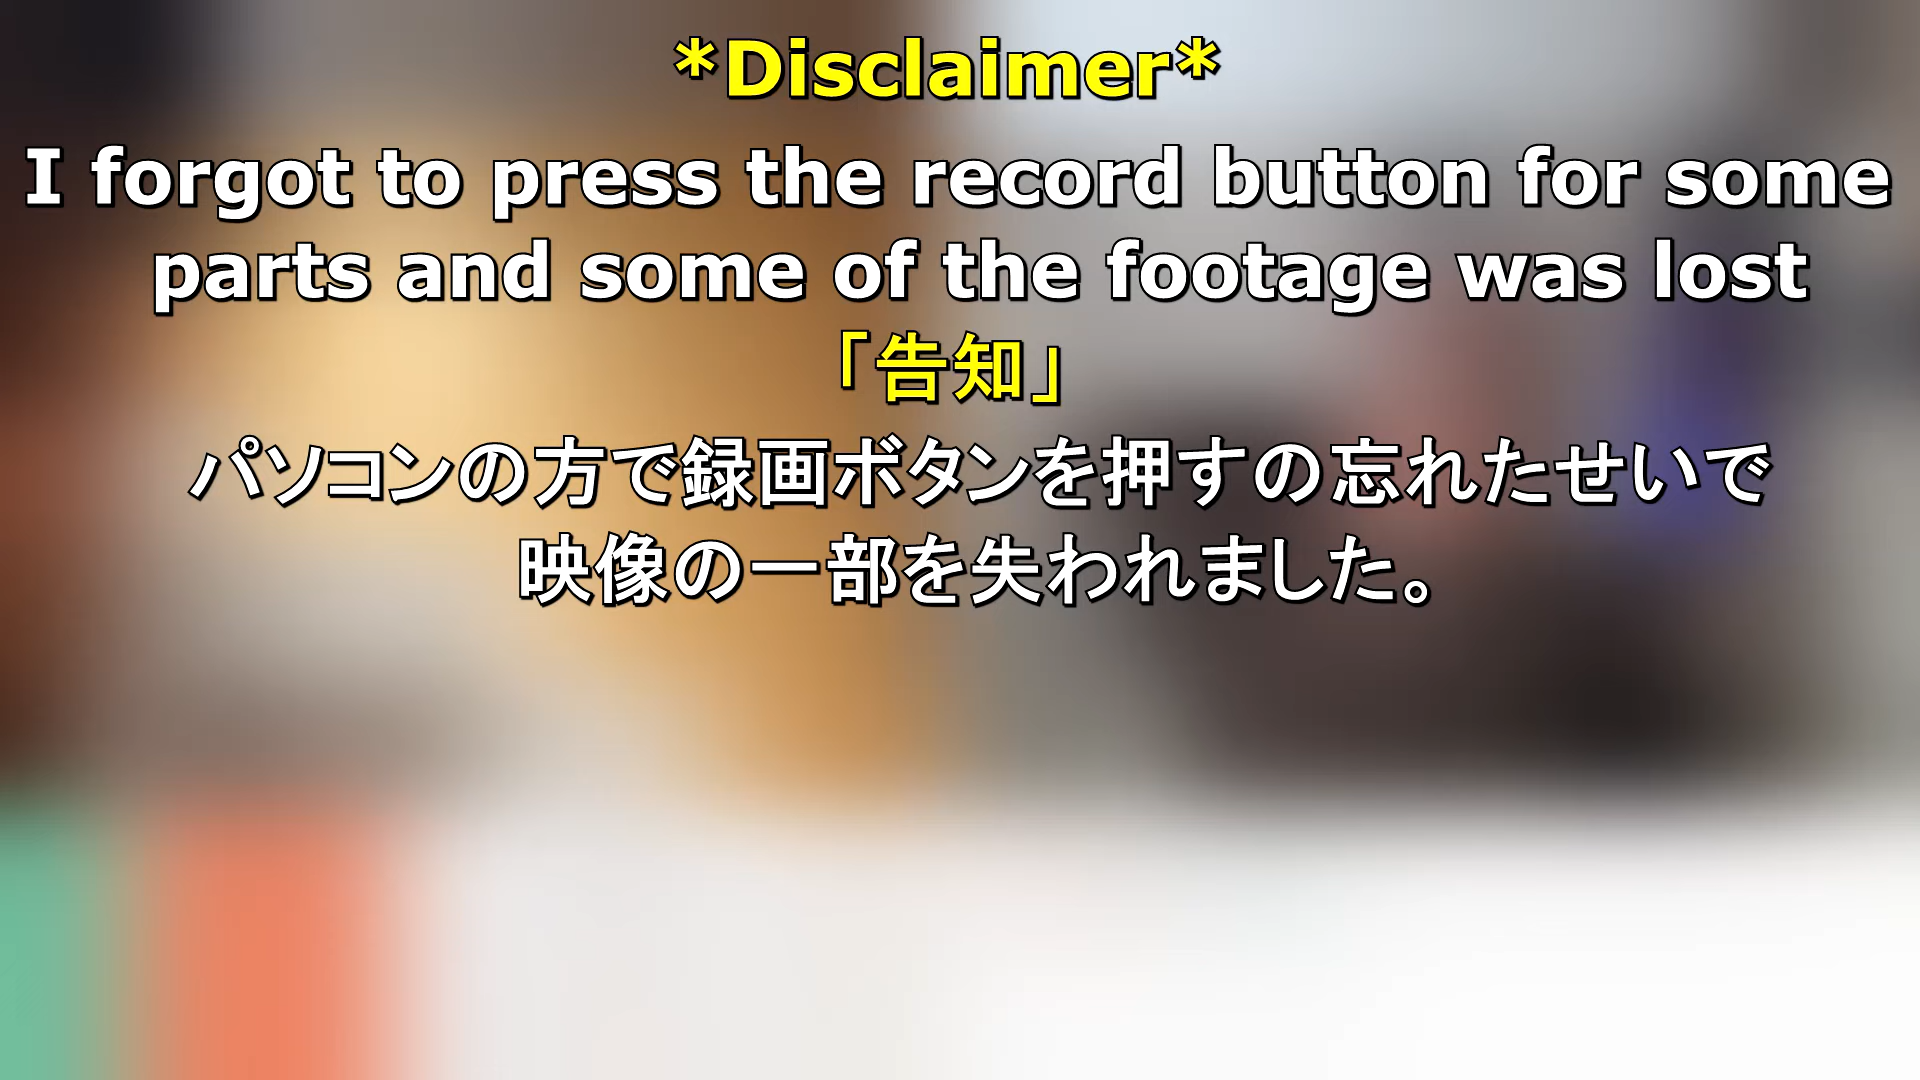 *Disclaimer*
I forgot to press the record button for some
parts and some of the footage was lost
「告知」
パソコンの方で録画ボタンを押すの忘れたせいで
映像の一部を失われました。